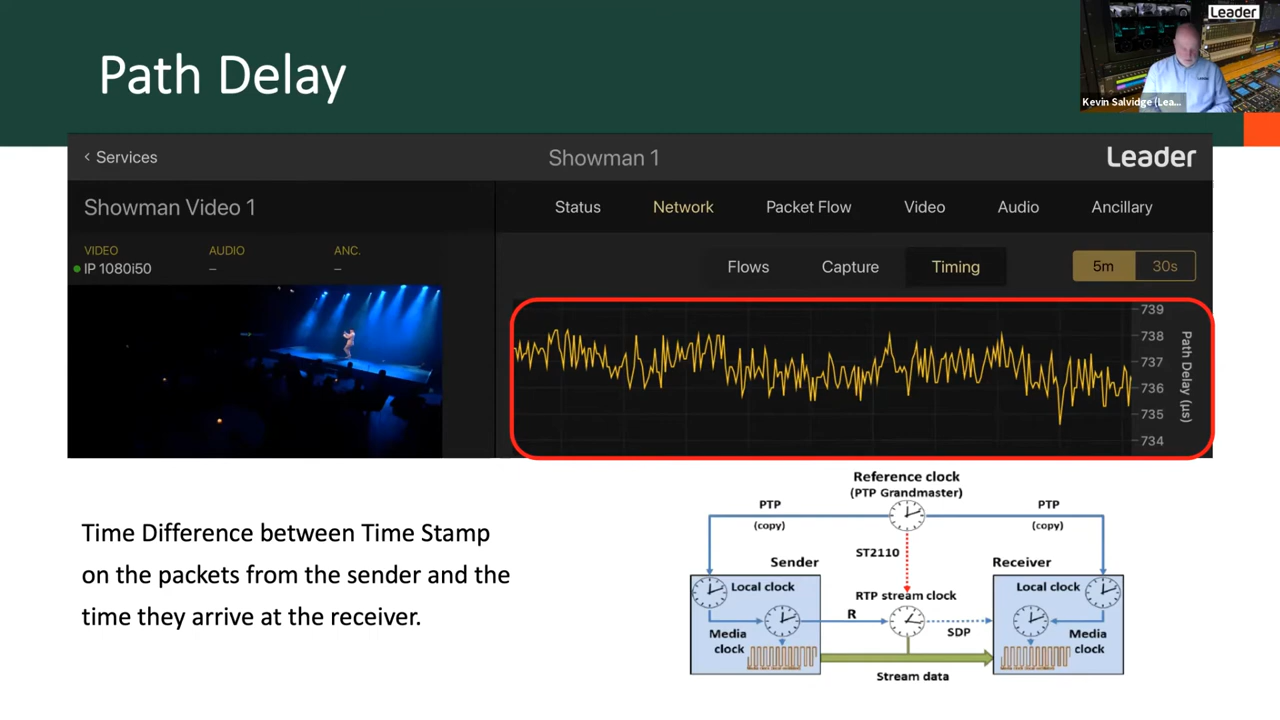 Path Delay
Leader
Kevin Salvidge (Lea...
< Services
Showman 1
Leader
Showman Video 1
Status
Network
Packet Flow
Video
Audio
Ancillary
VIDEO
AUDIO
ANC.
IP 1080i50
–
–
Flows
Capture
Timing
5m
30s
739
738
737
736
735
734
Path Delay (µs)
Time Difference between Time Stamp
on the packets from the sender and the
time they arrive at the receiver.
Reference clock
(PTP Grandmaster)
PTP
(copy)
PTP
(copy)
ST2110
Sender
Receiver
Local clock
RTP stream clock
Local clock
R
SDP
Media
clock
Media
clock
Stream data